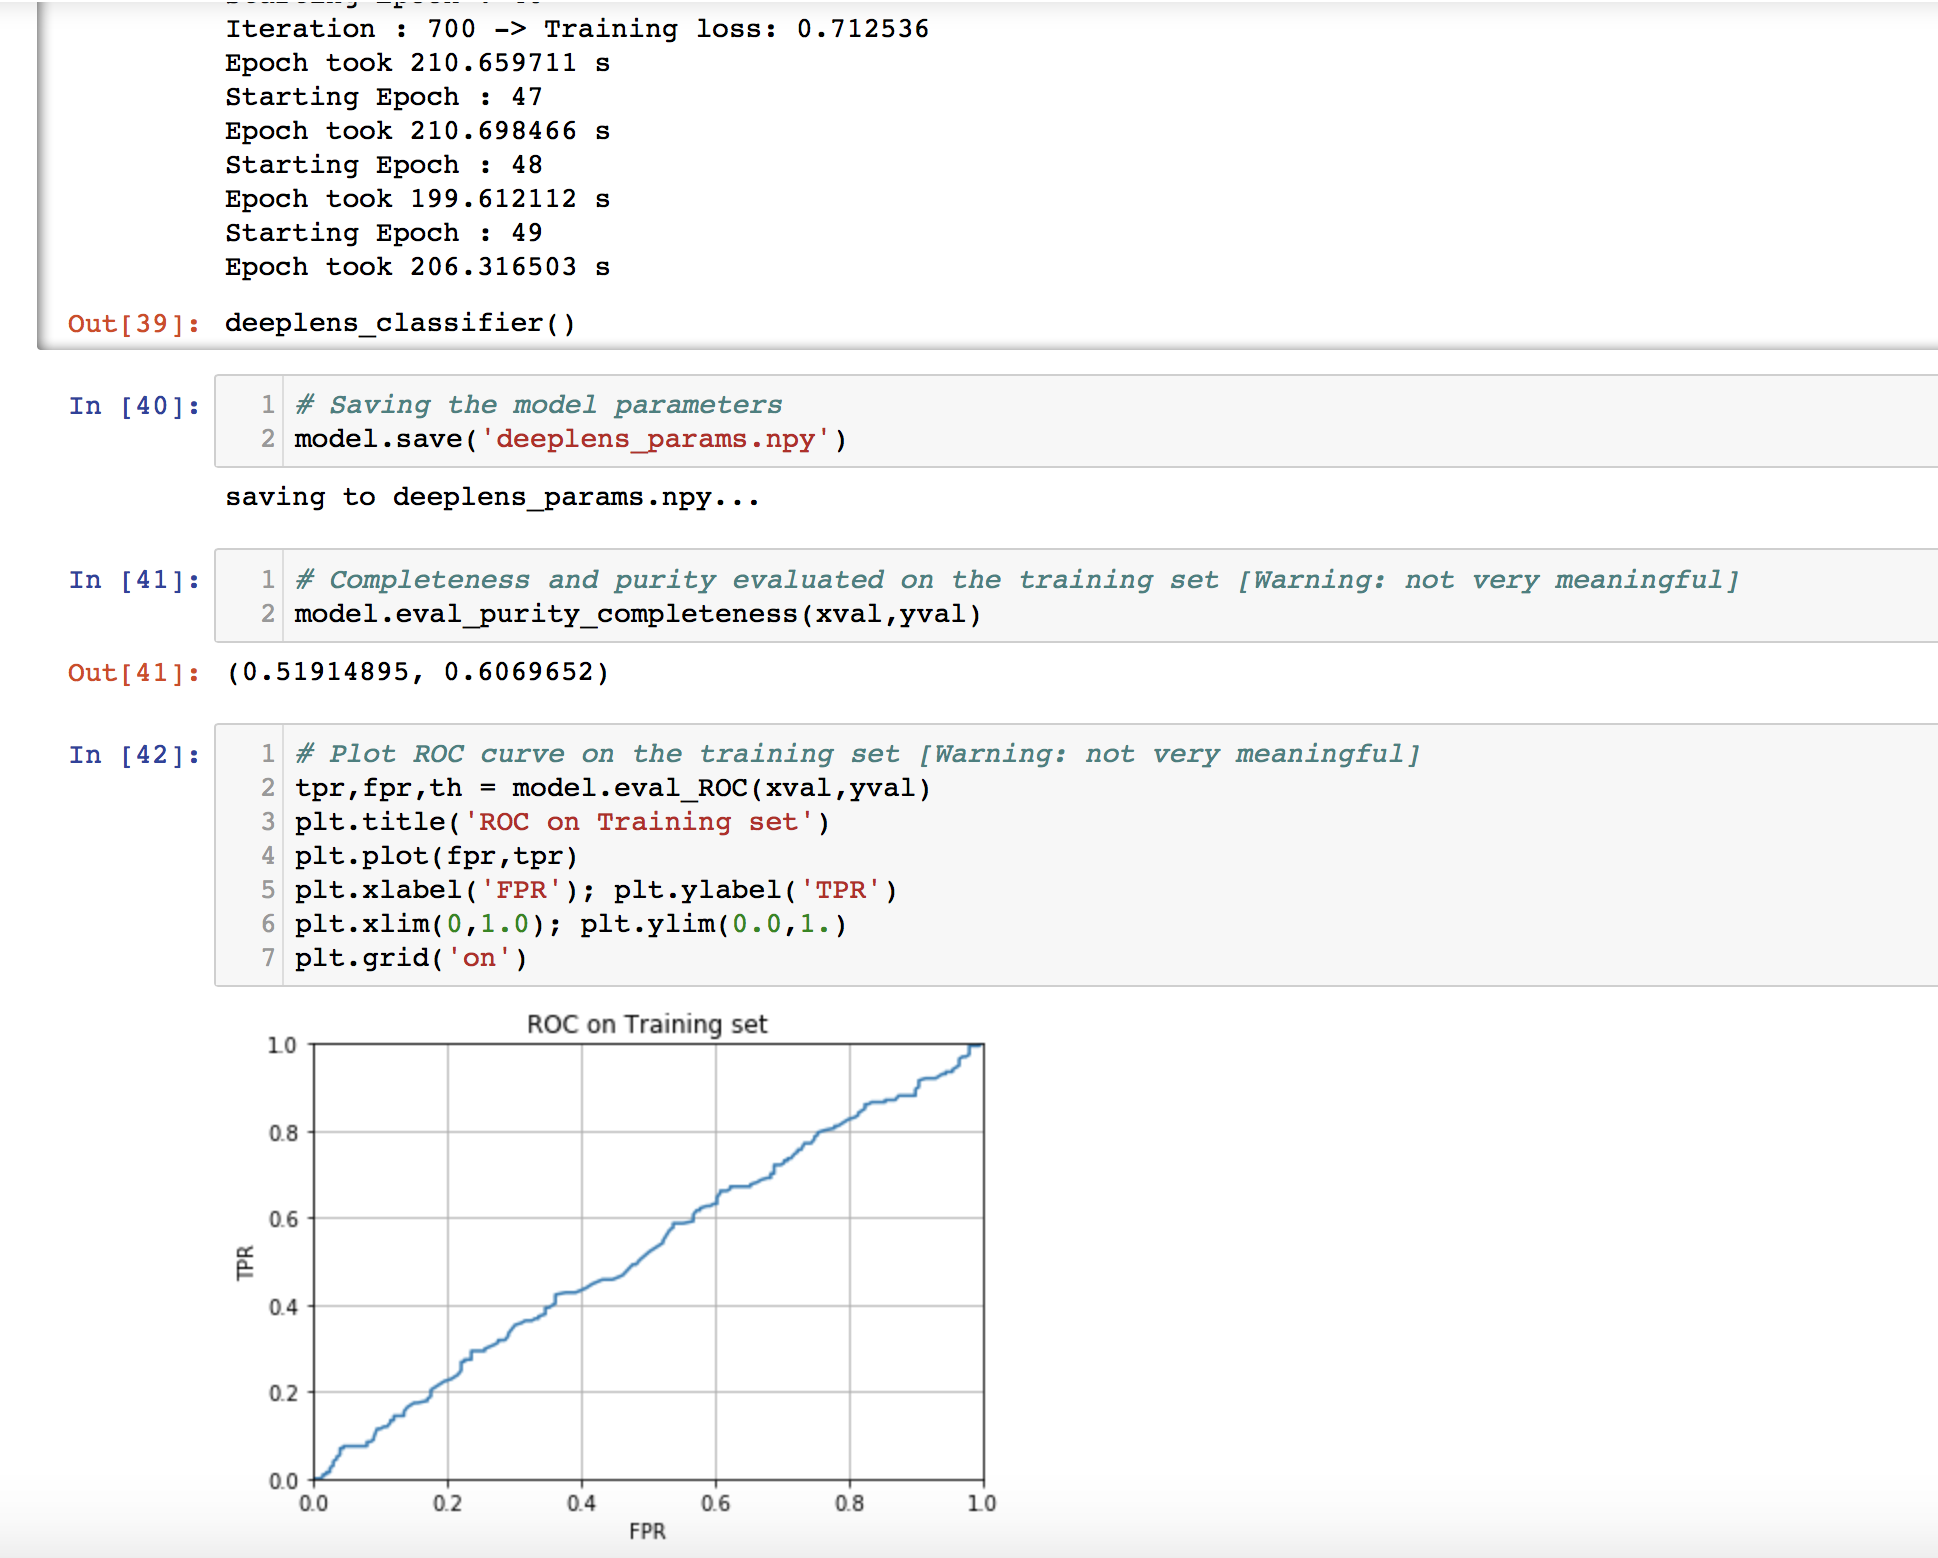 Iteration : 700 -> Training loss: 0.712536
Epoch took 210.659711 s
Starting Epoch : 47
Epoch took 210.698466 s
Starting Epoch : 48
Epoch took 199.612112 s
Starting Epoch : 49
Epoch took 206.316503 s
Out[39]: deeplens_classifier()
In [40]:
1 # Saving the model parameters
2 model.save('deeplens_params.npy')
saving to deeplens_params.npy...
In [41]:
1 # Completeness and purity evaluated on the training set [Warning: not very meaningful]
2 model.eval_purity_completeness(xval,yval)
Out[41]: (0.51914895, 0.6069652)
In [42]:
1 # Plot ROC curve on the training set [Warning: not very meaningful]
2 tpr,fpr,th = model.eval_ROC(xval,yval)
3 plt.title('ROC on Training set')
4 plt.plot(fpr,tpr)
5 plt.xlabel('FPR'); plt.ylabel('TPR')
6 plt.xlim(0,1.0); plt.ylim(0.0,1.)
7 plt.grid('on')
ROC on Training set
1.0
0.8
0.6
TPR
0.4
0.2
0.0
0.0 0.2 0.4 0.6 0.8 1.0
FPR